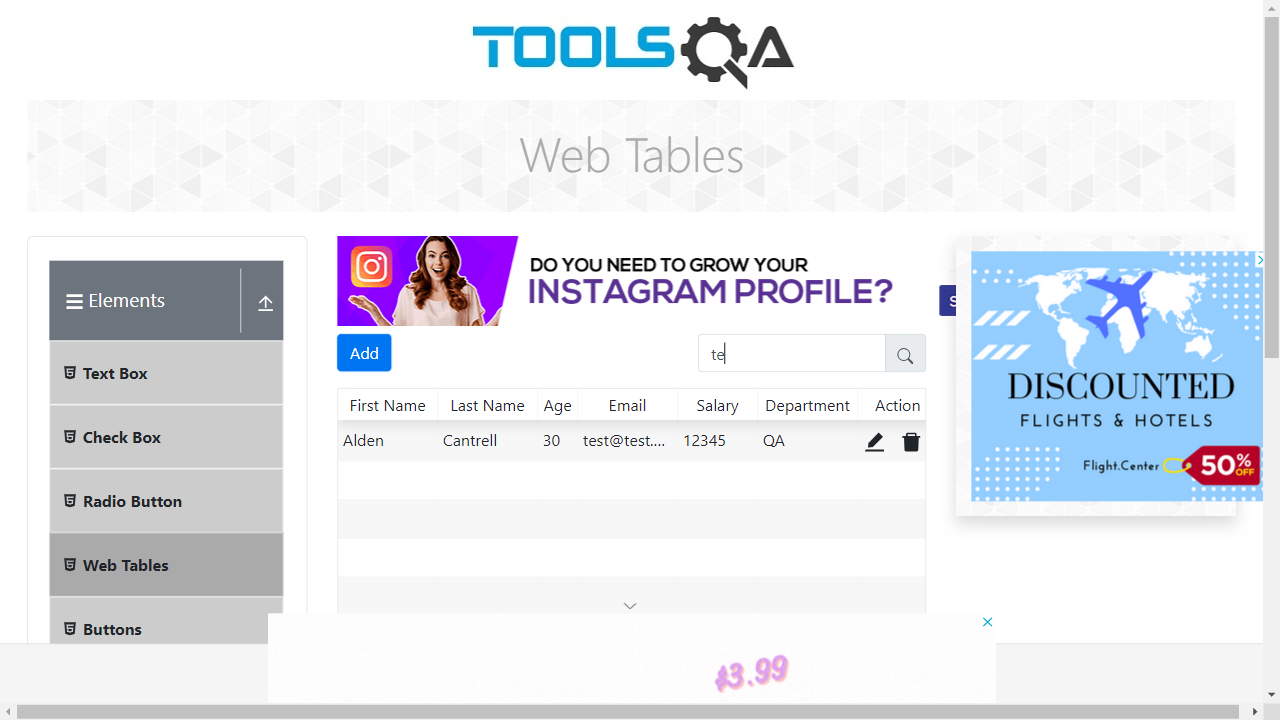 TOOLSQA
Web Tables
Elements
Text Box
Check Box
Radio Button
Web Tables
Buttons
DO YOU NEED TO GROW YOUR
INSTAGRAM PROFILE?
S
Add
te
First Name Last Name Age Email Salary Department Action
Alden Cantrell 30 test@test.... 12345 QA
DISCOUNTED
FLIGHTS & HOTELS
Flight.Center 50% OFF
$3.99